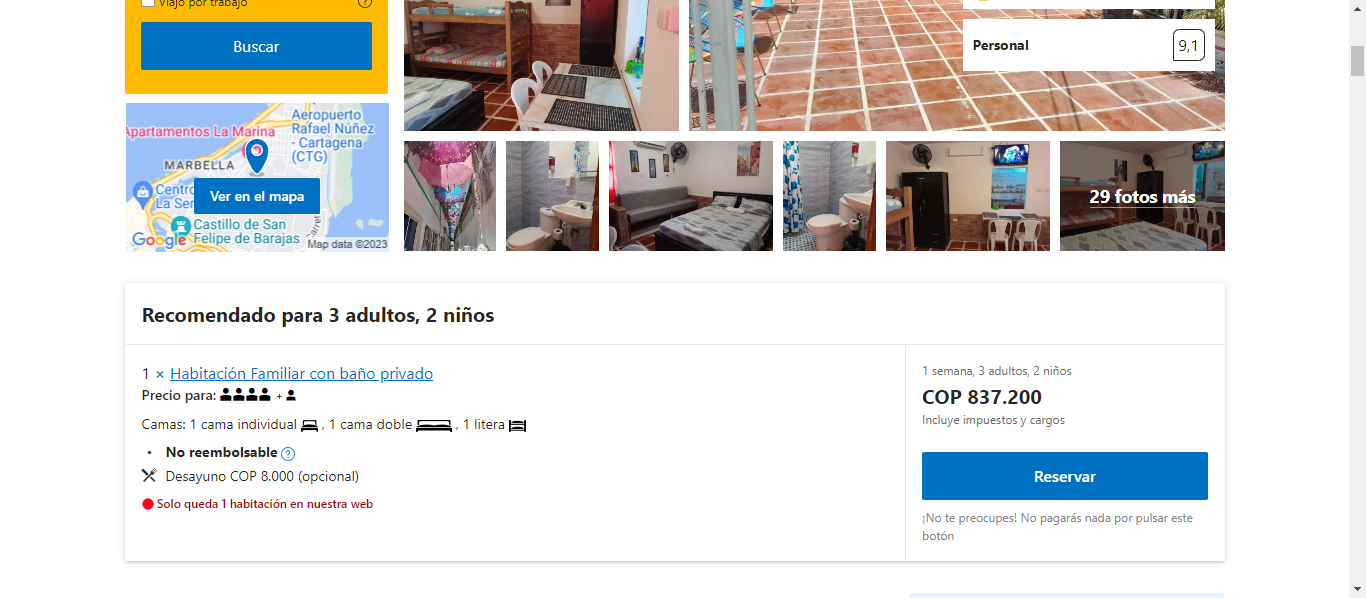 Viajo por trabajo
?
Buscar
Personal
9,1
Apartamentos La Marina
Aeropuerto
Rafael Núñez
- Cartagena
(CTG)
MARBELLA
Ver en el mapa
Centro
La Ser
Castillo de San
Felipe de Barajas
Carrer
Google
Map data ©2023
29 fotos más
Recomendado para 3 adultos, 2 niños
1 × Habitación Familiar con baño privado
Precio para: +
Camas: 1 cama individual , 1 cama doble , 1 litera
• No reembolsable ?
Desayuno COP 8.000 (opcional)
Solo queda 1 habitación en nuestra web
1 semana, 3 adultos, 2 niños
COP 837.200
Incluye impuestos y cargos
Reservar
¡No te preocupes! No pagarás nada por pulsar este
botón